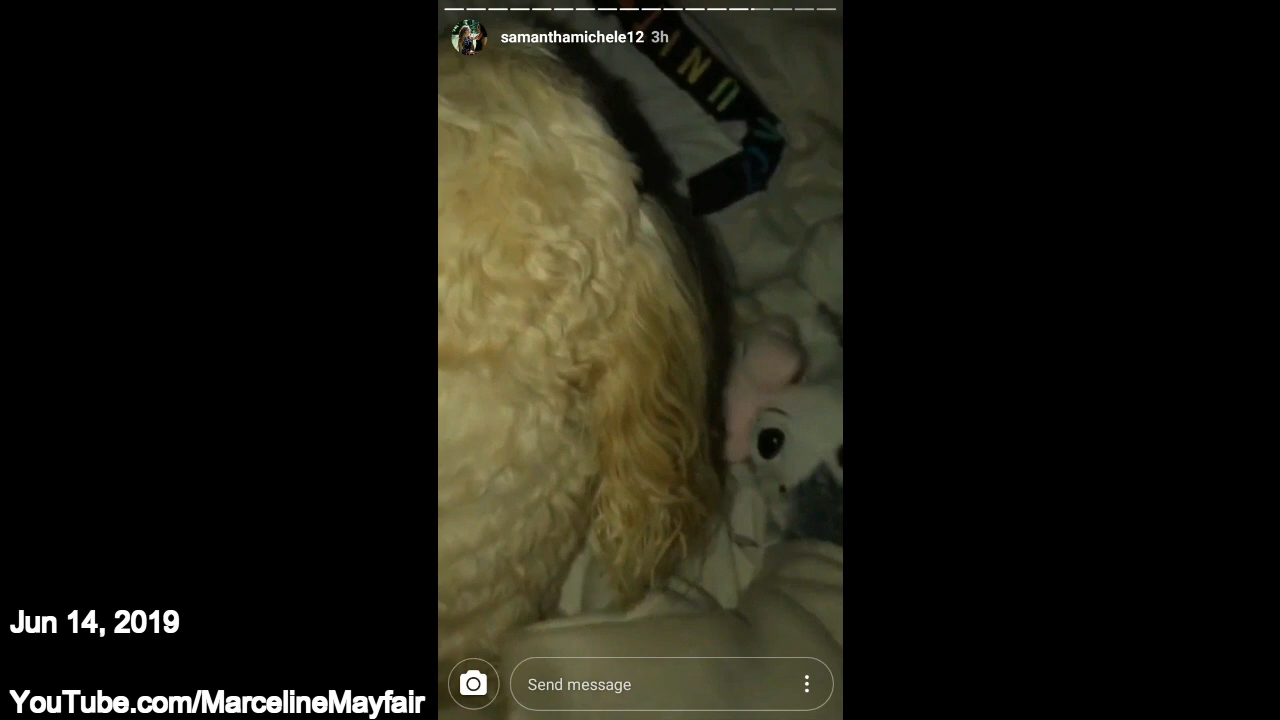 samanthamichele12 3h
Send message
Jun 14, 2019
YouTube.com/MarcelineMayfair